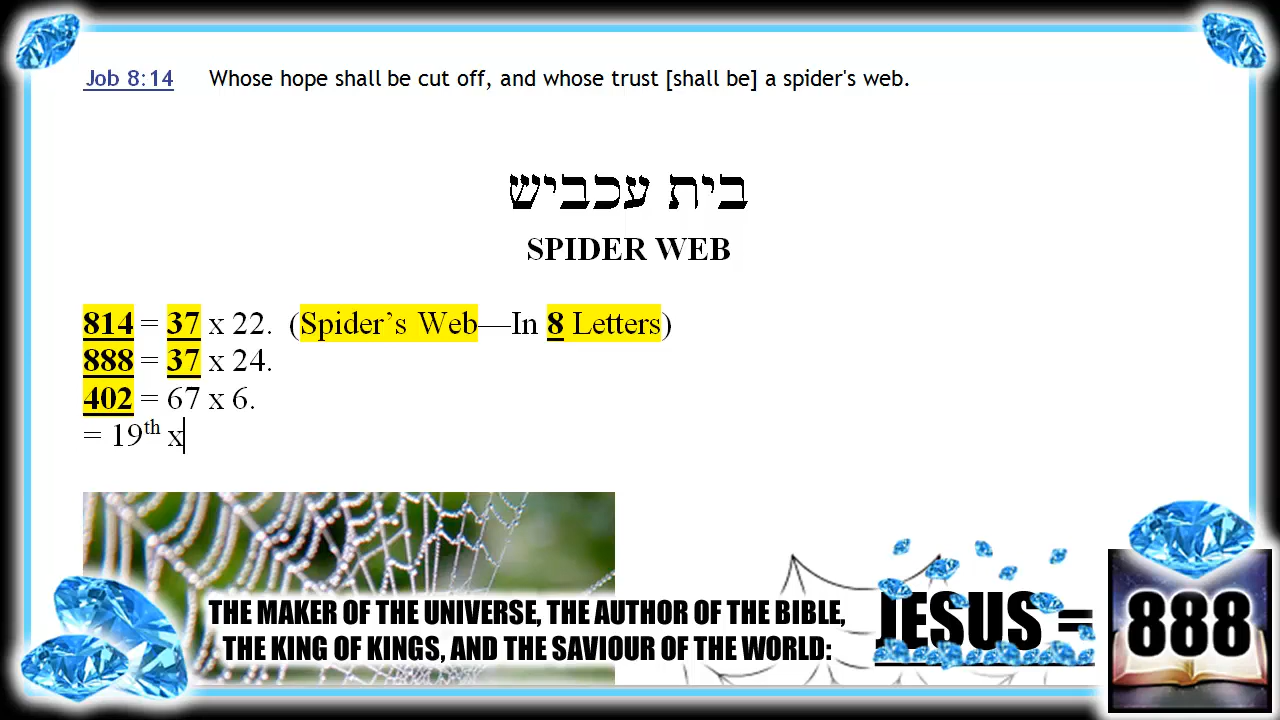 Job 8:14 Whose hope shall be cut off, and whose trust [shall be] a spider's web.
בית עכביש
SPIDER WEB
814 = 37 x 22. (Spider’s Web—In 8 Letters)
888 = 37 x 24.
402 = 67 x 6.
= 19th x
THE MAKER OF THE UNIVERSE, THE AUTHOR OF THE BIBLE,
THE KING OF KINGS, AND THE SAVIOUR OF THE WORLD:
JESUS = 888